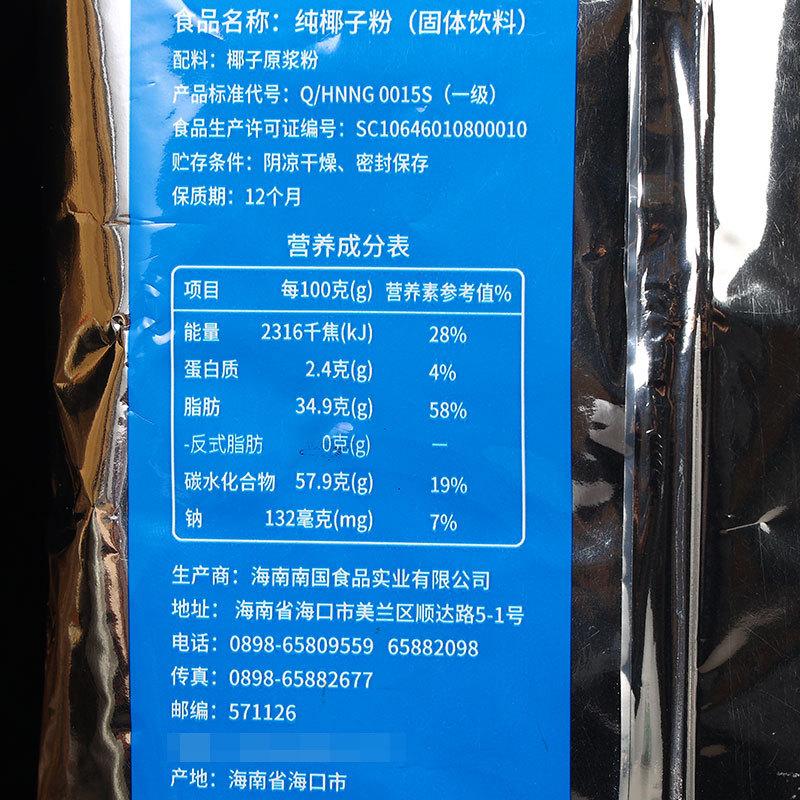 食品名称：纯椰子粉（固体饮料）
配料：椰子原浆粉
产品标准代号：Q/HNNG 0015S（一级）
食品生产许可证编号：SC10646010800010
贮存条件：阴凉干燥、密封保存
保质期：12个月
营养成分表
项目 每100克(g) 营养素参考值%
能量 2316千焦(kJ) 28%
蛋白质 2.4克(g) 4%
脂肪 34.9克(g) 58%
-反式脂肪 0克(g) —
碳水化合物 57.9克(g) 19%
钠 132毫克(mg) 7%
生产商：海南南国食品实业有限公司
地址：海南省海口市美兰区顺达路5-1号
电话：0898-65809559 65882098
传真：0898-65882677
邮编：571126
产地：海南省海口市